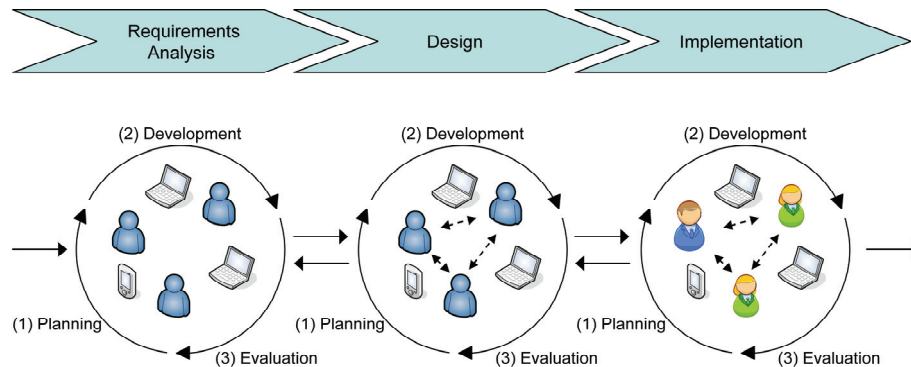 Requirements
Analysis
Design
Implementation
(2) Development
(2) Development
(2) Development
(1) Planning
(1) Planning
(1) Planning
(3) Evaluation
(3) Evaluation
(3) Evaluation